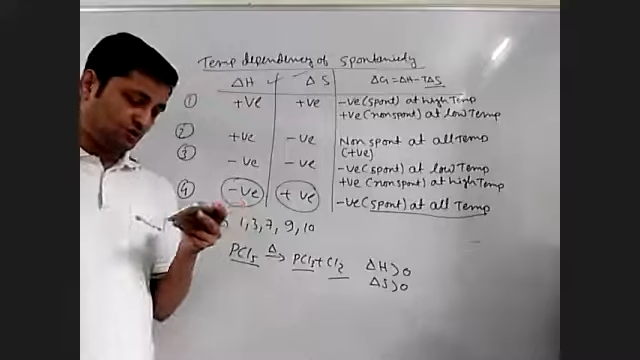 Temp dependency of spontaniety
ΔH ΔS ΔG=ΔH-TΔS
① +ve +ve -ve(spont) at high Temp
+ve(nonspont) at low Temp
② +ve -ve Non spont at all Temp
(+ve)
③ -ve -ve -ve(spont) at low Temp
+ve(nonspont) at high Temp
④ -ve +ve -ve(spont) at all Temp
1,3,7,9,10
PCl5 Δ→ PCl3+Cl2 ΔH>0
ΔS>0